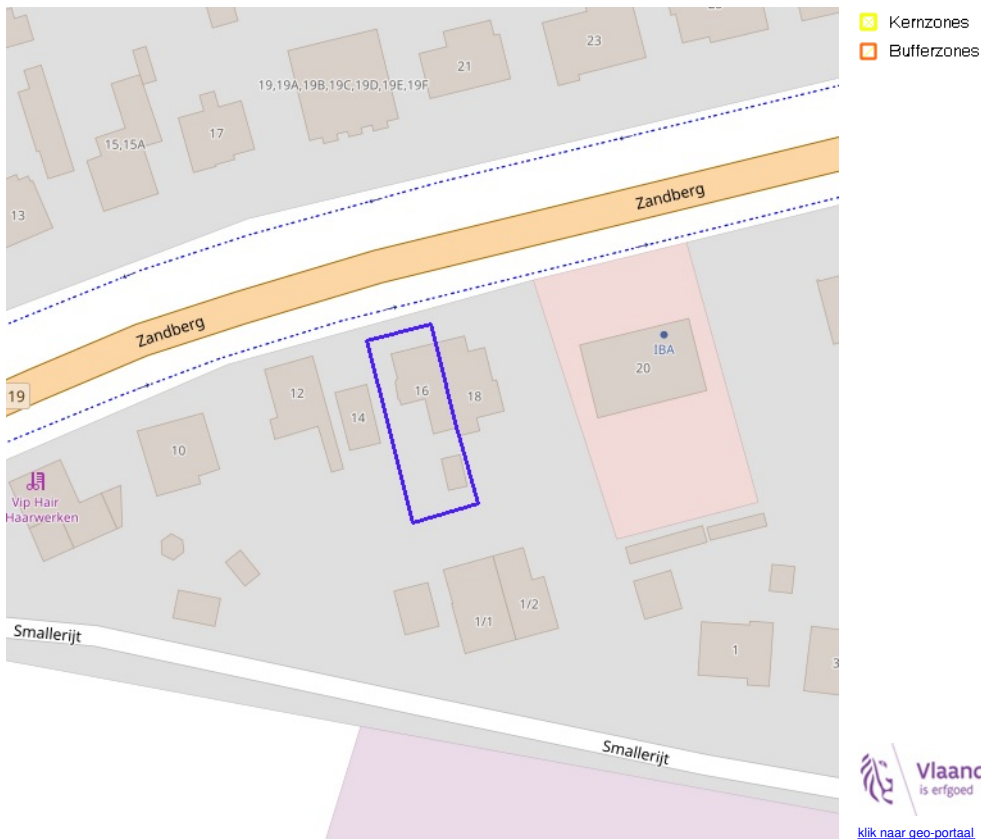 Kernzones
Bufferzones
23
21
19,19A,19B,19C,19D,19E,19F
17
15,15A
13
Zandberg
Zandberg
IBA
20
19
12
16
18
14
10
Vip Hair
Haarwerken
1/2
1/1
Smallerijt
1
3
Smallerijt
Vlaand
is erfgoed
klik naar geo-portaal